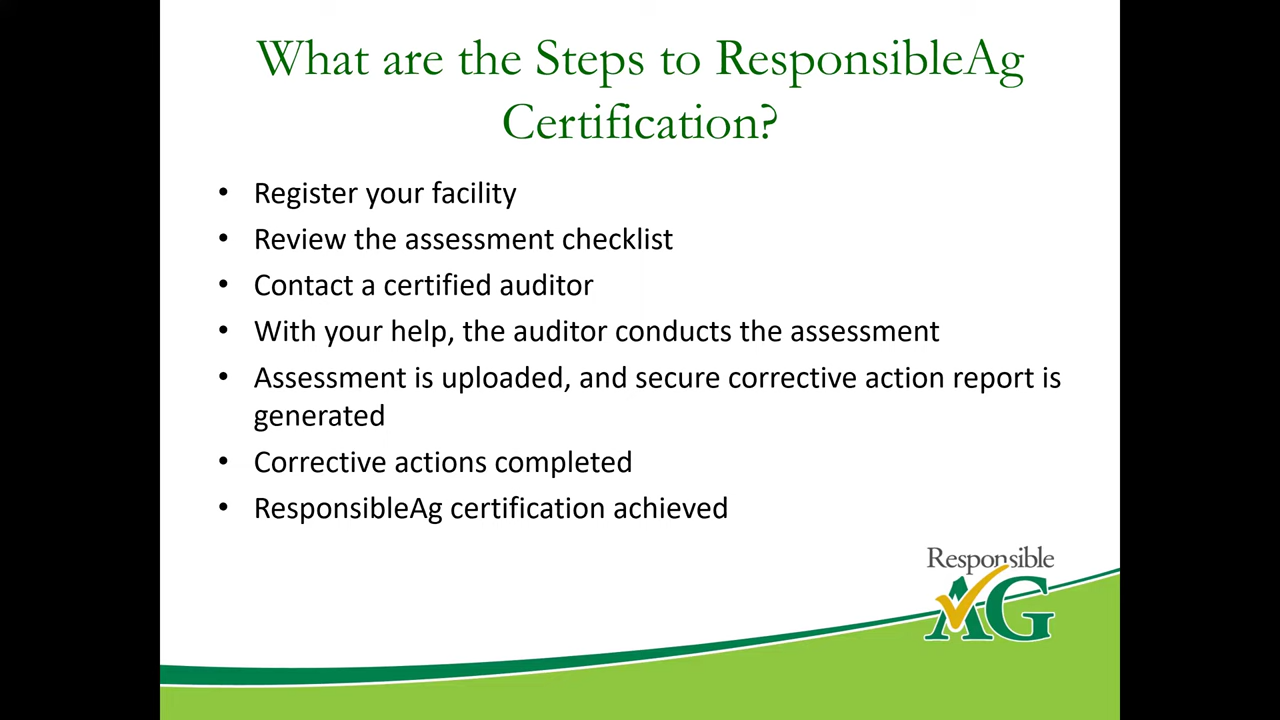 What are the Steps to ResponsibleAg
Certification?
• Register your facility
• Review the assessment checklist
• Contact a certified auditor
• With your help, the auditor conducts the assessment
• Assessment is uploaded, and secure corrective action report is
generated
• Corrective actions completed
• ResponsibleAg certification achieved
Responsible
AG